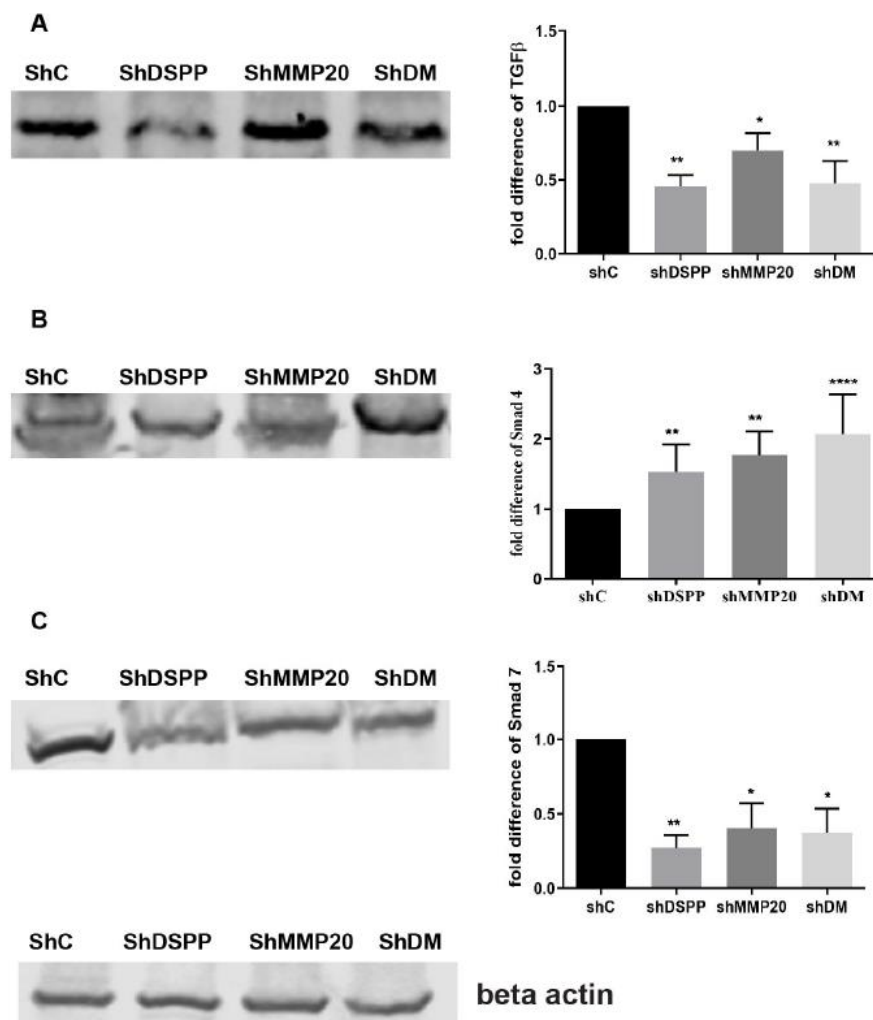 A
ShC ShDSPP ShMMP20 ShDM
fold difference of TGFβ
1.5
1.0
0.5
0.0
**
*
**
shC shDSPP shMMP20 shDM
B
ShC ShDSPP ShMMP20 ShDM
fold difference of Smad 4
3
2
1
0
**
**
****
shC shDSPP shMMP20 shDM
C
ShC ShDSPP ShMMP20 ShDM
fold difference of Smad 7
1.5
1.0
0.5
0.0
**
*
*
shC shDSPP shMMP20 shDM
ShC ShDSPP ShMMP20 ShDM
beta actin